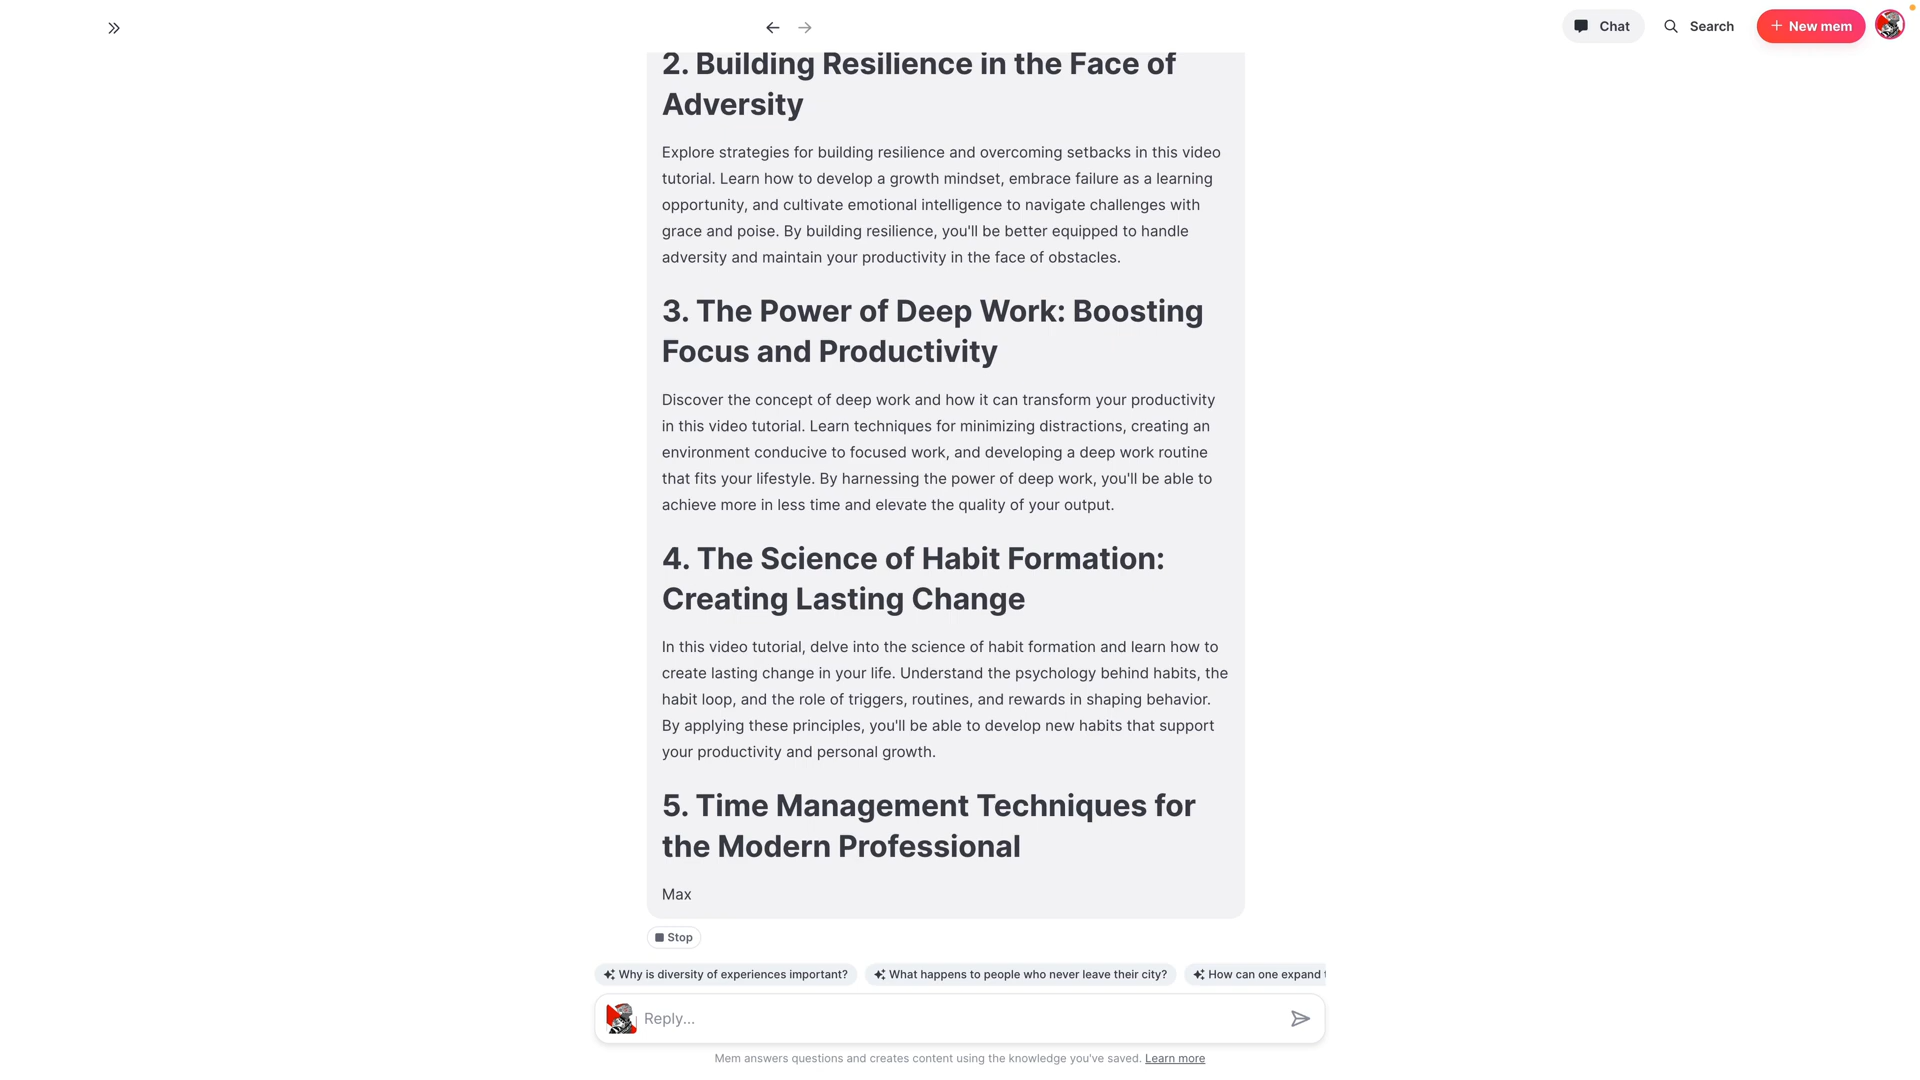 Chat
Search
+ New mem
2. Building Resilience in the Face of
Adversity
Explore strategies for building resilience and overcoming setbacks in this video
tutorial. Learn how to develop a growth mindset, embrace failure as a learning
opportunity, and cultivate emotional intelligence to navigate challenges with
grace and poise. By building resilience, you'll be better equipped to handle
adversity and maintain your productivity in the face of obstacles.
3. The Power of Deep Work: Boosting
Focus and Productivity
Discover the concept of deep work and how it can transform your productivity
in this video tutorial. Learn techniques for minimizing distractions, creating an
environment conducive to focused work, and developing a deep work routine
that fits your lifestyle. By harnessing the power of deep work, you'll be able to
achieve more in less time and elevate the quality of your output.
4. The Science of Habit Formation:
Creating Lasting Change
In this video tutorial, delve into the science of habit formation and learn how to
create lasting change in your life. Understand the psychology behind habits, the
habit loop, and the role of triggers, routines, and rewards in shaping behavior.
By applying these principles, you'll be able to develop new habits that support
your productivity and personal growth.
5. Time Management Techniques for
the Modern Professional
Max
Stop
Why is diversity of experiences important?
What happens to people who never leave their city?
How can one expand
Reply...
Mem answers questions and creates content using the knowledge you've saved. Learn more